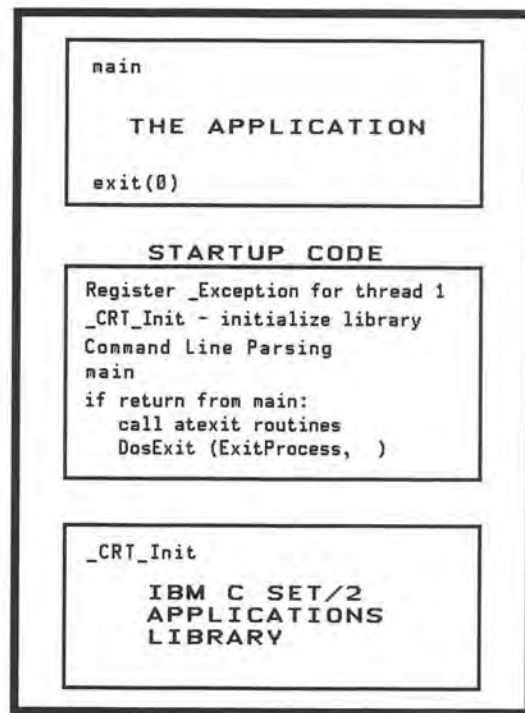 main
THE APPLICATION
exit(0)
STARTUP CODE
Register _Exception for thread 1
_CRT_Init - initialize library
Command Line Parsing
main
if return from main:
call atexit routines
DosExit (ExitProcess,  )
_CRT_Init
IBM C SET/2
APPLICATIONS
LIBRARY